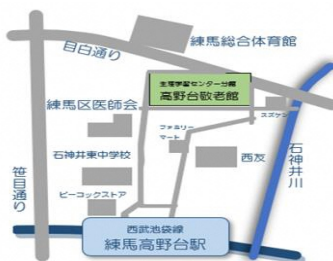 目白通り
練馬総合体育館
生涯学習センター分館
高野台敬老館
練馬区医師会
スズケン
ファミリー
マート
石神井東中学校
西友
石神井川
笹目通り
ピーコックストア
西武池袋線
練馬高野台駅